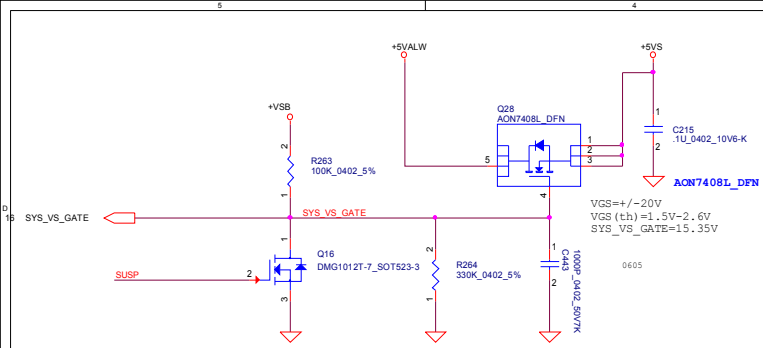 5
4
+5VALW
+5VS
+VSB
Q28
AON7408L_DFN
1
2
3
5
4
1
C215
.1U_0402_10V6-K
2
2
R263
100K_0402_5%
1
AON7408L_DFN
VGS=+/-20V
VGS(th)=1.5V-2.6V
SYS_VS_GATE=15.35V
D
16 SYS_VS_GATE
SYS_VS_GATE
1
Q16
DMG1012T-7_SOT523-3
SUSP
2
3
2
R264
330K_0402_5%
1
1
C443
1000P_0402_50V7K
2
0605